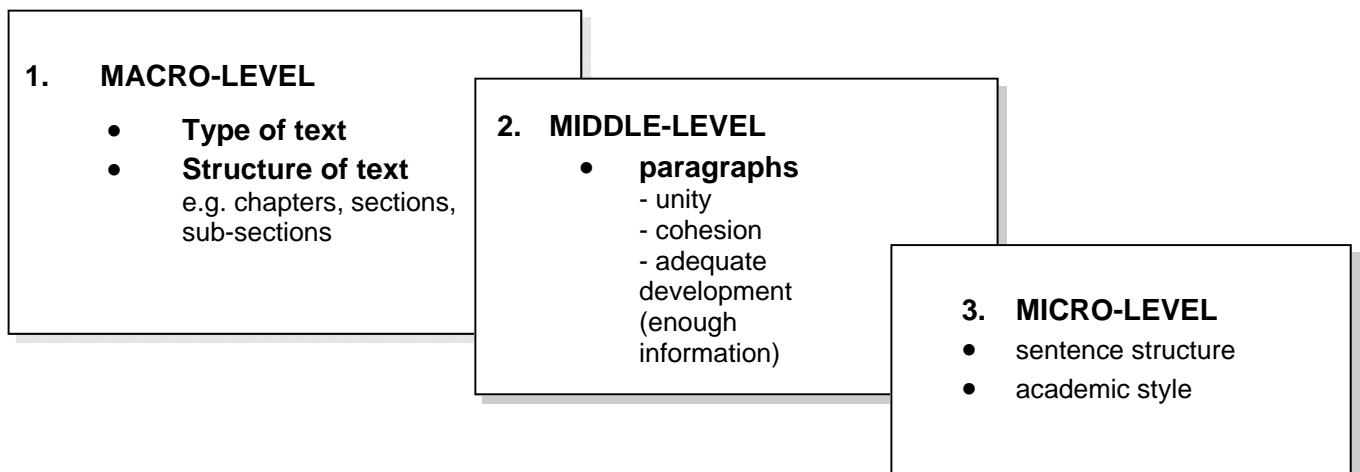 1. MACRO-LEVEL
• Type of text
• Structure of text
e.g. chapters, sections,
sub-sections
2. MIDDLE-LEVEL
• paragraphs
- unity
- cohesion
- adequate
development
(enough
information)
3. MICRO-LEVEL
• sentence structure
• academic style